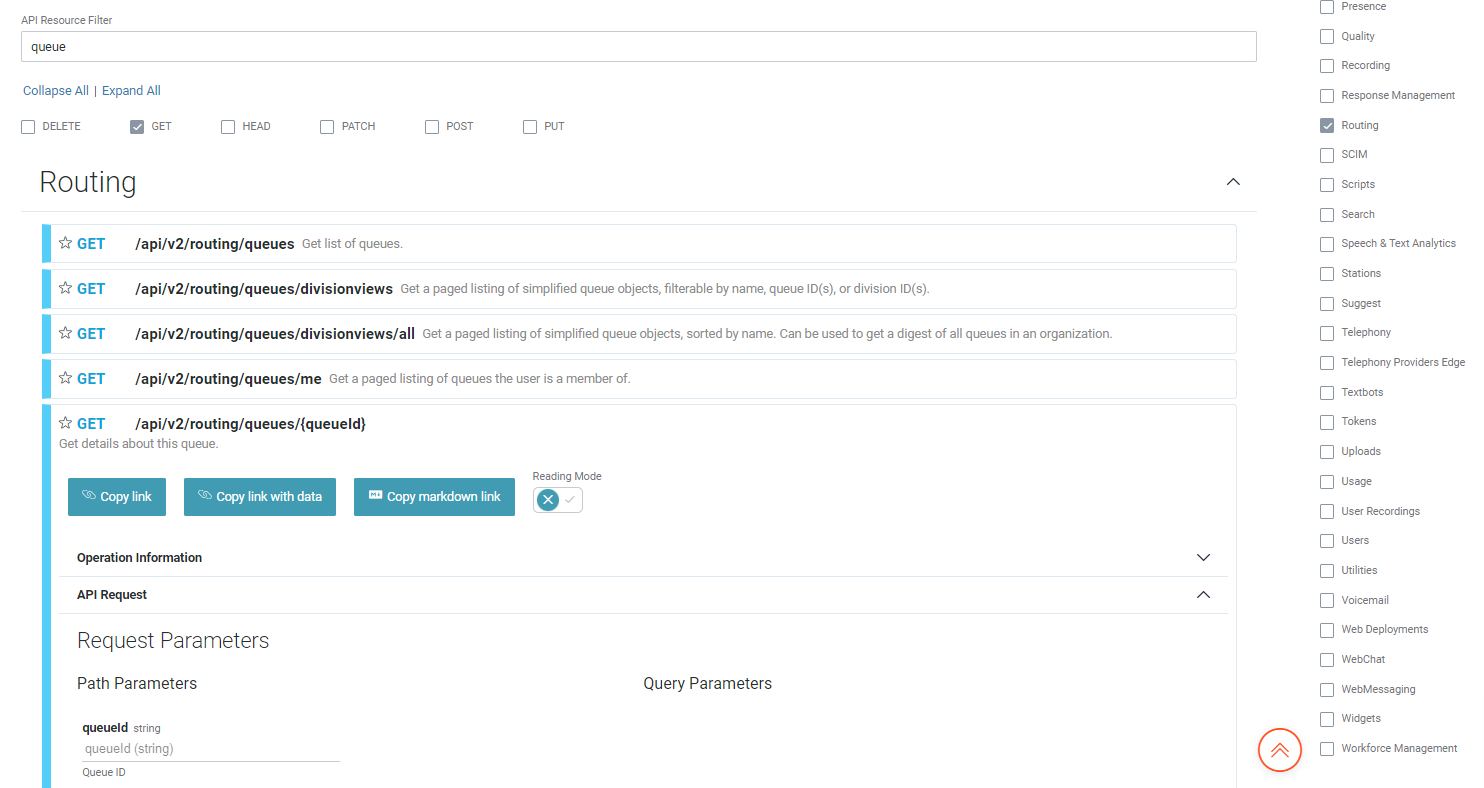 API Resource Filter
queue
Collapse All | Expand All
DELETE GET HEAD PATCH POST PUT
Routing
GET /api/v2/routing/queues Get list of queues.
GET /api/v2/routing/queues/divisionviews Get a paged listing of simplified queue objects, filterable by name, queue ID(s), or division ID(s).
GET /api/v2/routing/queues/divisionviews/all Get a paged listing of simplified queue objects, sorted by name. Can be used to get a digest of all queues in an organization.
GET /api/v2/routing/queues/me Get a paged listing of queues the user is a member of.
GET /api/v2/routing/queues/{queueId}
Get details about this queue.
Reading Mode
Copy link Copy link with data Copy markdown link
Operation Information
API Request
Request Parameters
Path Parameters Query Parameters
queueId string
queueId (string)
Queue ID
Presence
Quality
Recording
Response Management
Routing
SCIM
Scripts
Search
Speech & Text Analytics
Stations
Suggest
Telephony
Telephony Providers Edge
Textbots
Tokens
Uploads
Usage
User Recordings
Users
Utilities
Voicemail
Web Deployments
WebChat
WebMessaging
Widgets
Workforce Management